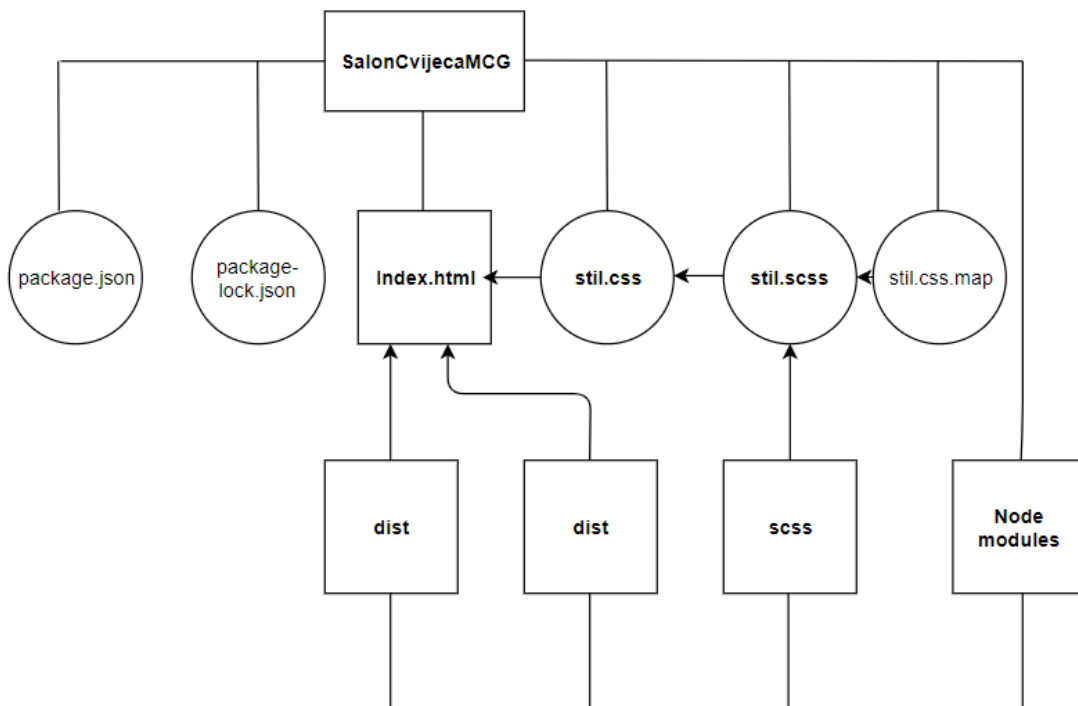 SalonCvijecaMCG
package.json
package-
lock.json
Index.html
stil.css
stil.scss
stil.css.map
dist
dist
scss
Node
modules